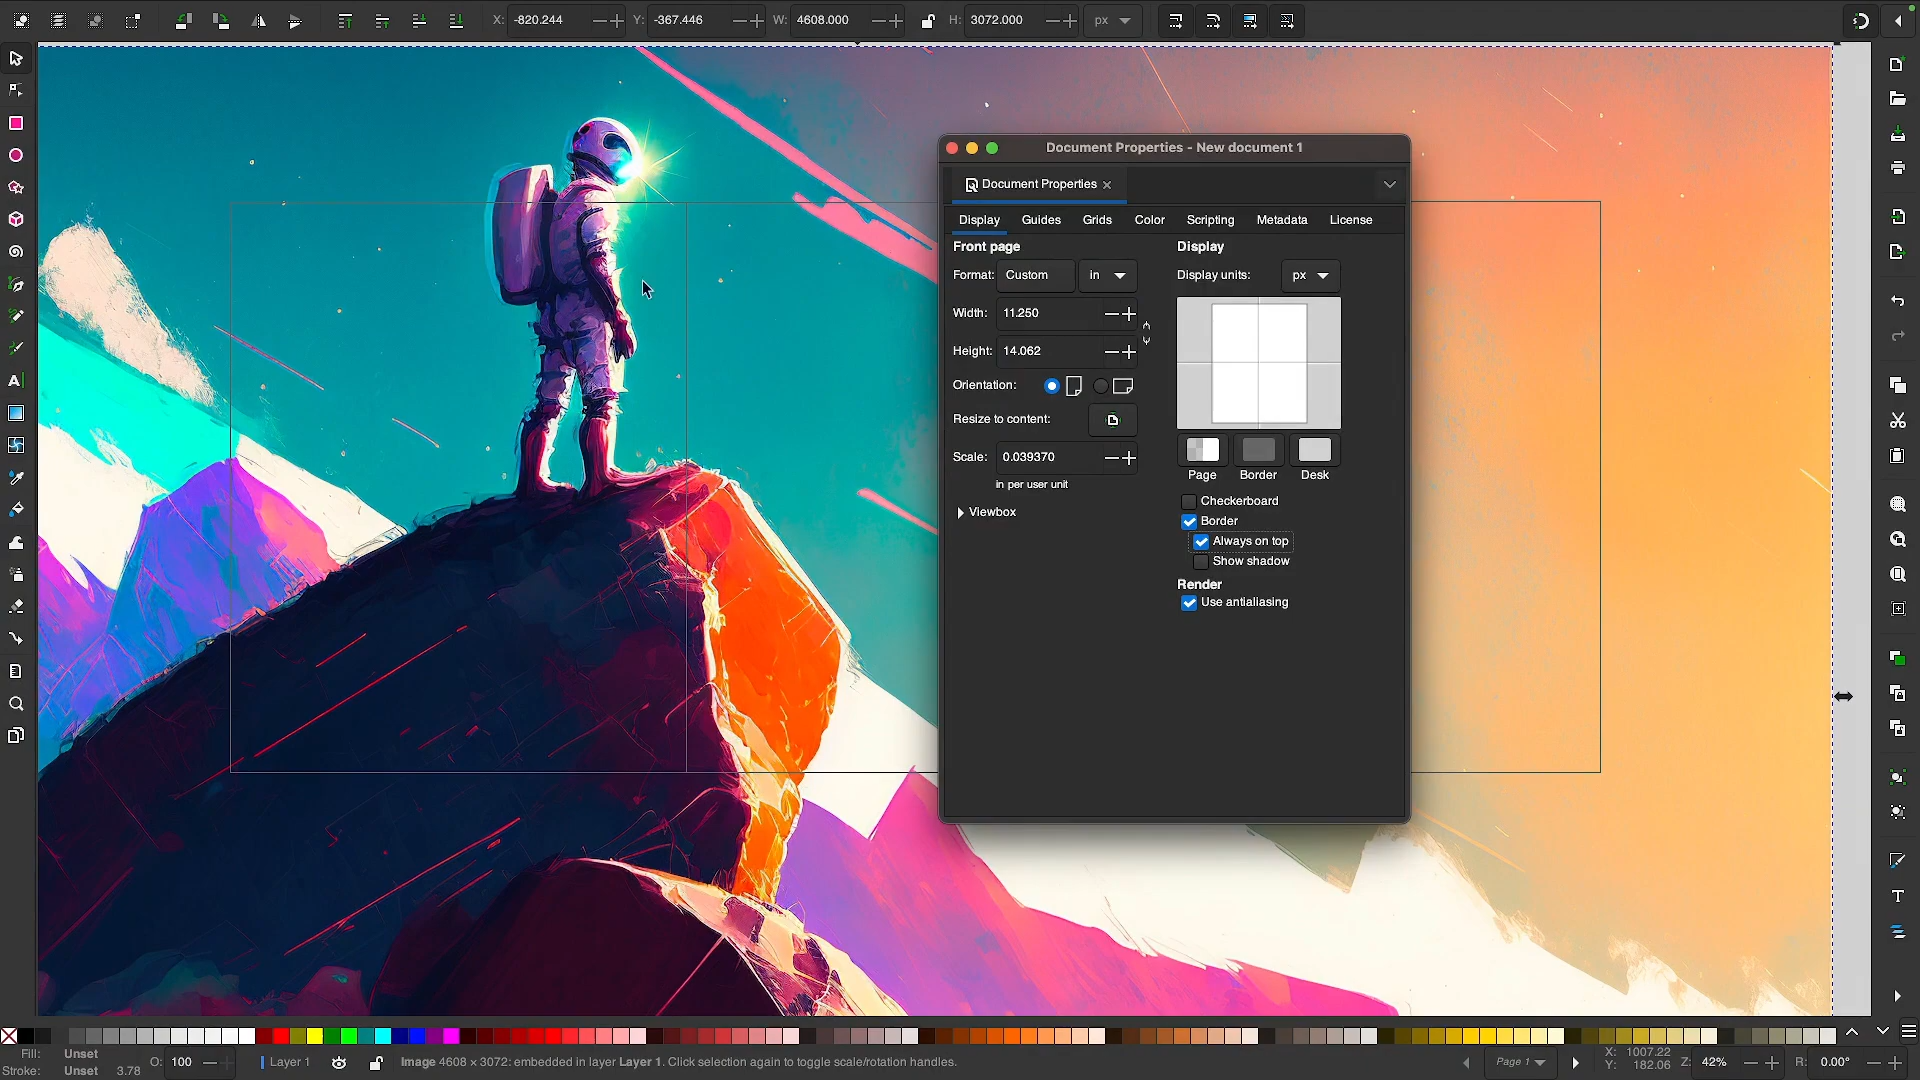 X: -820.244 Y: -367.446 W: 4608.000 H: 3072.000 px
Document Properties - New document 1
Document Properties
Display Guides Grids Color Scripting Metadata License
Front page
Format: Custom in
Width: 11.250
Height: 14.062
Orientation:
Resize to content:
Scale: 0.039370
in per user unit
Viewbox
Display
Display units: px
Page Border Desk
Checkerboard
Border
Always on top
Show shadow
Render
Use antialiasing
Fill: Unset
Stroke: Unset 3.78
O: 100
Layer 1
Image 4608 × 3072: embedded in layer Layer 1. Click selection again to toggle scale/rotation handles.
Page 1
X: 1007.22
Y: 182.06
Z: 42%
R: 0.00°